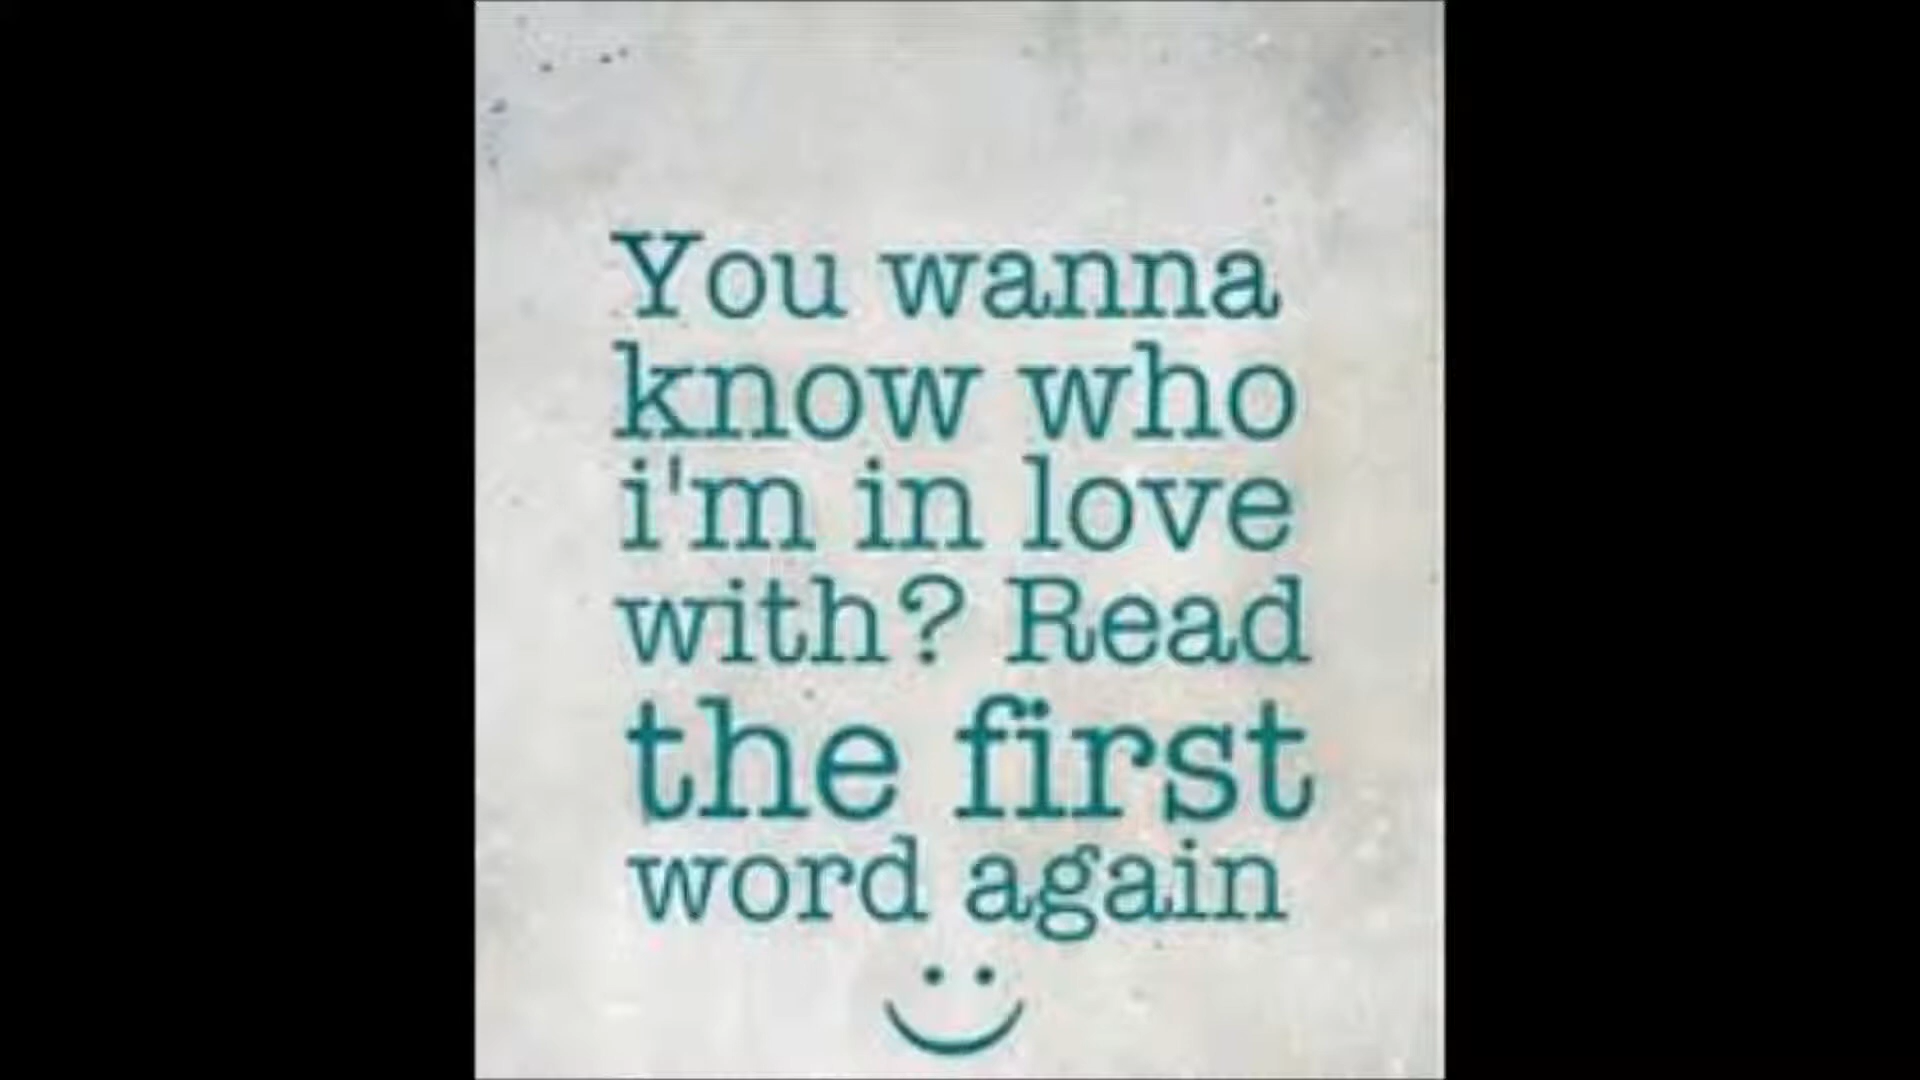 You wanna
know who
i'm in love
with? Read
the first
word again